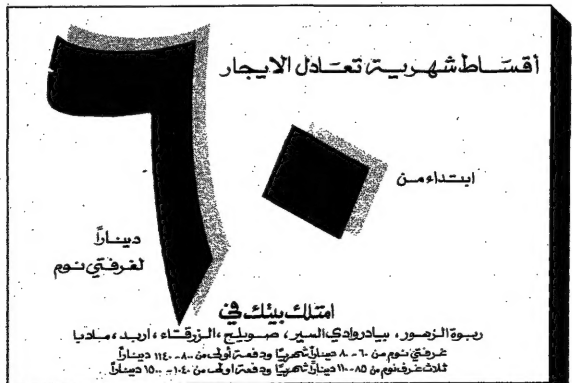 أقساط شهرية تعادل الايجار
ابتداء من
٦٠
ديناراً
لغرفتي نوم
امتلك بيتك في
ربوة الزهور، بيادر وادي السير، صويلح، الزرقاء، اربد، مادبا
غرفتي نوم من ٦٠-٨٠ ديناراً شهرياً ودفعة أولى من ٨٠٠-١١٤٠ ديناراً
ثلاث غرف نوم من ٨٥-١١٠ ديناراً شهرياً ودفعة اولى من ١٠٤٠-١٥٠٠ ديناراً